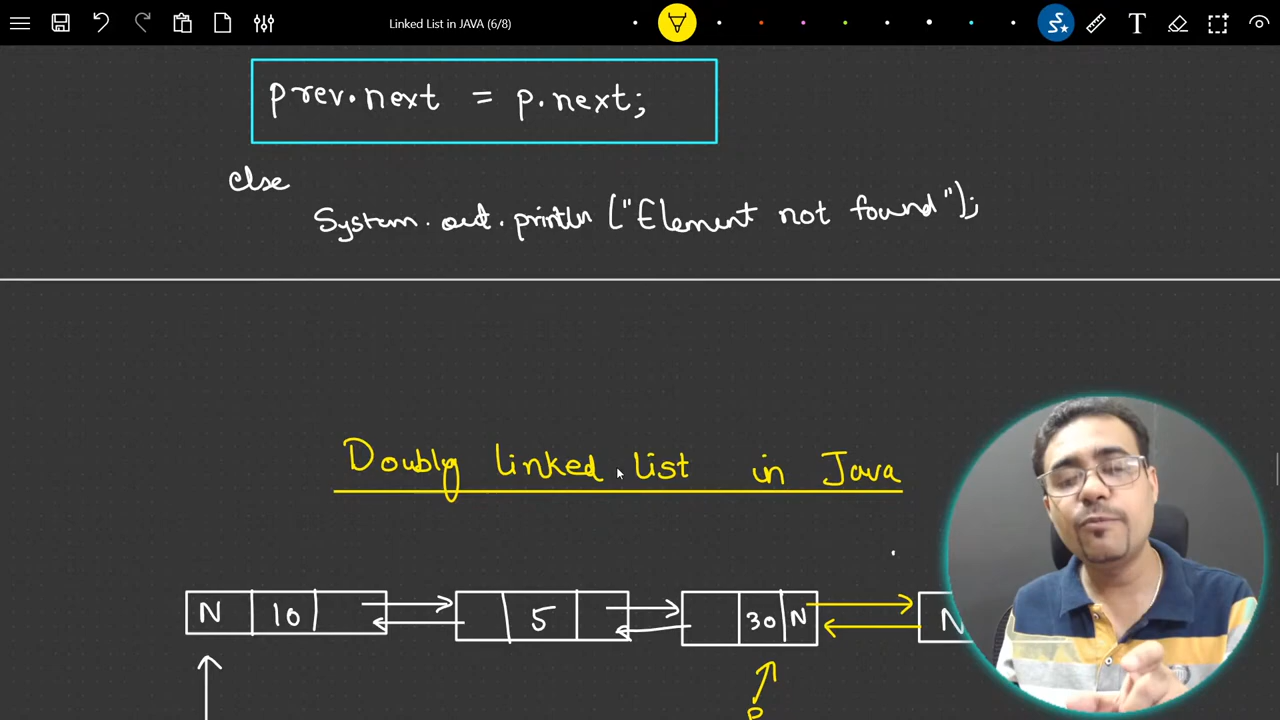 Linked List in JAVA (6/8)
T
prev.next = p.next;
else
System.out.println ("Element not found");
Doubly linked list in Java
N 10 5 30 N N
P